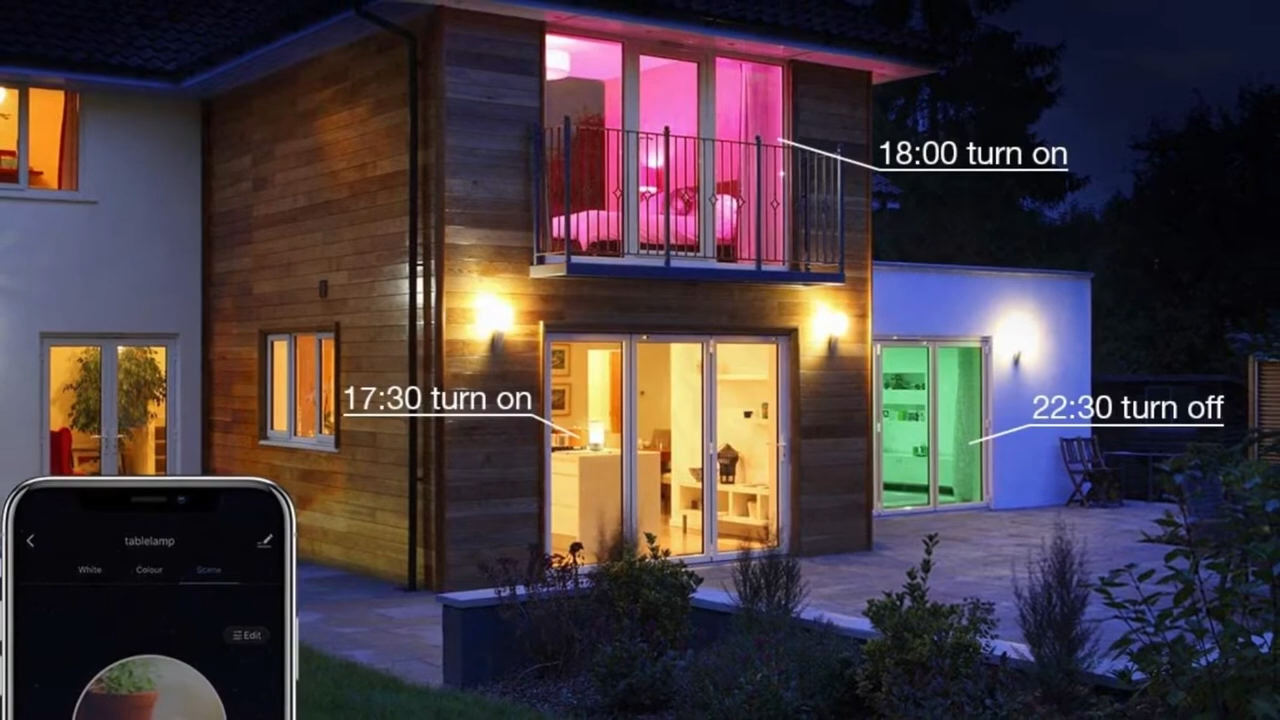 18:00 turn on
17:30 turn on
22:30 turn off
tablelamp
White Colour Scene
Edit